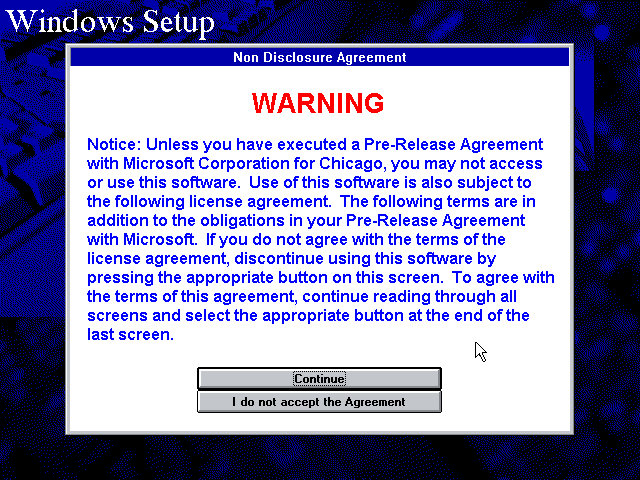 Windows Setup
Non Disclosure Agreement
WARNING
Notice: Unless you have executed a Pre-Release Agreement
with Microsoft Corporation for Chicago, you may not access
or use this software.  Use of this software is also subject to
the following license agreement.  The following terms are in
addition to the obligations in your Pre-Release Agreement
with Microsoft.  If you do not agree with the terms of the
license agreement, discontinue using this software by
pressing the appropriate button on this screen.  To agree with
the terms of this agreement, continue reading through all
screens and select the appropriate button at the end of the
last screen.
Continue
I do not accept the Agreement